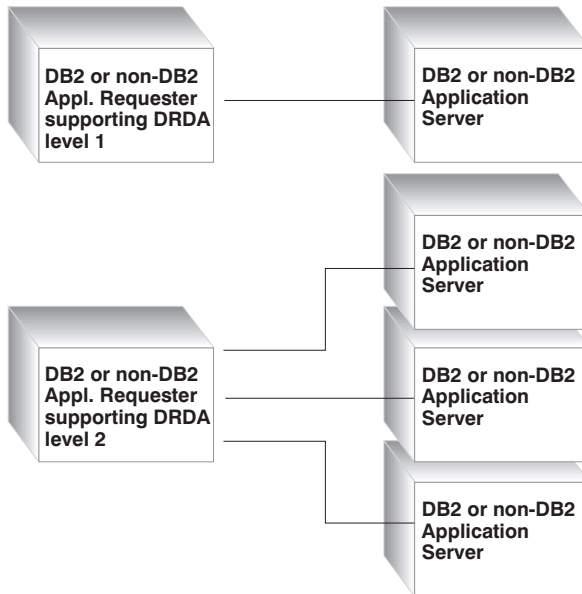 DB2 or non-DB2
Appl. Requester
supporting DRDA
level 1
DB2 or non-DB2
Application
Server
DB2 or non-DB2
Application
Server
DB2 or non-DB2
Appl. Requester
supporting DRDA
level 2
DB2 or non-DB2
Application
Server
DB2 or non-DB2
Application
Server